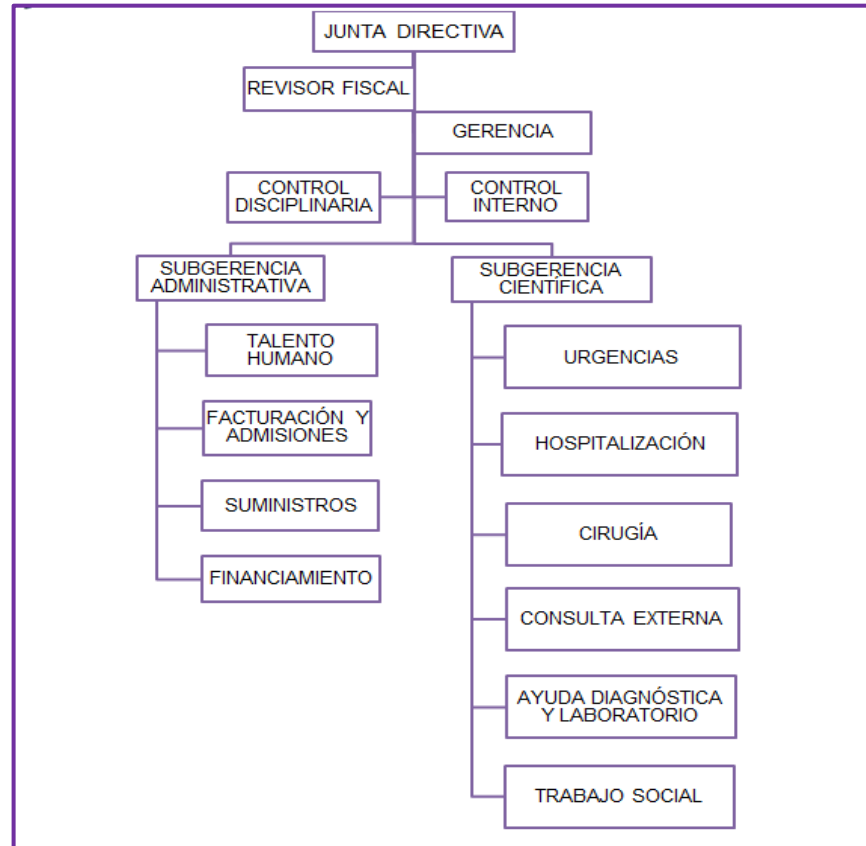 JUNTA DIRECTIVA
REVISOR FISCAL
GERENCIA
CONTROL
DISCIPLINARIA
CONTROL
INTERNO
SUBGERENCIA
ADMINISTRATIVA
SUBGERENCIA
CIENTÍFICA
TALENTO
HUMANO
FACTURACIÓN Y
ADMISIONES
SUMINISTROS
FINANCIAMIENTO
URGENCIAS
HOSPITALIZACIÓN
CIRUGÍA
CONSULTA EXTERNA
AYUDA DIAGNÓSTICA
Y LABORATORIO
TRABAJO SOCIAL